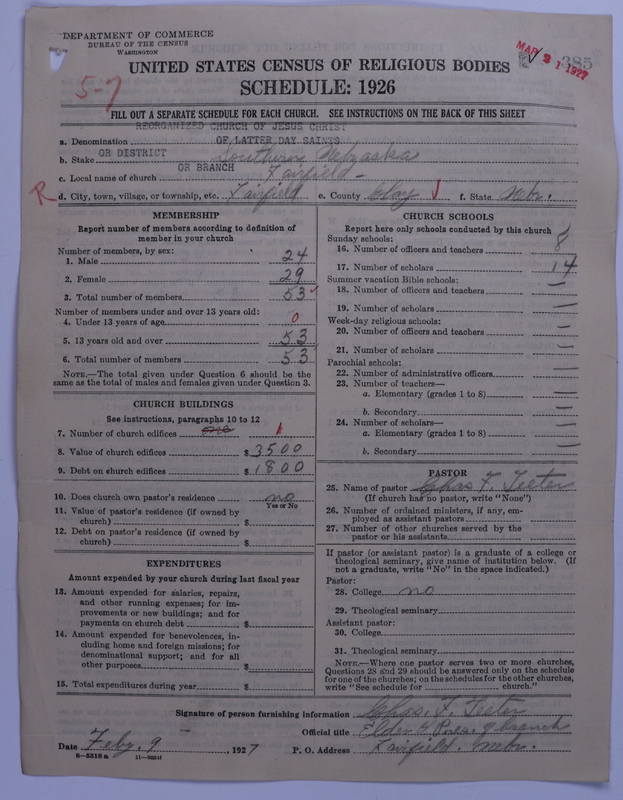 DEPARTMENT OF COMMERCE
BUREAU OF THE CENSUS
WASHINGTON
MAR 21 1927
385
UNITED STATES CENSUS OF RELIGIOUS BODIES
5-7
SCHEDULE: 1926
FILL OUT A SEPARATE SCHEDULE FOR EACH CHURCH. SEE INSTRUCTIONS ON THE BACK OF THIS SHEET
REORGANIZED CHURCH OF JESUS CHRIST
a. Denomination OF LATTER DAY SAINTS
b. Stake OR DISTRICT Southern Nebraska
c. Local name of church OR BRANCH Fairfield
R d. City, town, village, or township, etc. Fairfield e. County Clay f. State Nebr.
MEMBERSHIP
Report number of members according to definition of
member in your church
Number of members, by sex:
1. Male 24
2. Female 29
3. Total number of members 53
Number of members under and over 13 years old:
4. Under 13 years of age 0
5. 13 years old and over 53
6. Total number of members 53
NOTE.—The total given under Question 6 should be the
same as the total of males and females given under Question 3.
CHURCH BUILDINGS
See instructions, paragraphs 10 to 12
7. Number of church edifices one 1
8. Value of church edifices $ 3500
9. Debt on church edifices $ 1800
10. Does church own pastor's residence no
Yes or No
11. Value of pastor's residence (if owned by
church) $
12. Debt on pastor's residence (if owned by
church) $
EXPENDITURES
Amount expended by your church during last fiscal year
13. Amount expended for salaries, repairs,
and other running expenses; for im-
provements or new buildings; and for
payments on church debt $
14. Amount expended for benevolences, in-
cluding home and foreign missions; for
denominational support; and for all
other purposes $
15. Total expenditures during year $
CHURCH SCHOOLS
Report here only schools conducted by this church
Sunday schools:
16. Number of officers and teachers 8
17. Number of scholars 14
Summer vacation Bible schools:
18. Number of officers and teachers —
19. Number of scholars —
Week-day religious schools:
20. Number of officers and teachers —
21. Number of scholars —
Parochial schools:
22. Number of administrative officers —
23. Number of teachers—
a. Elementary (grades 1 to 8) —
b. Secondary —
24. Number of scholars—
a. Elementary (grades 1 to 8) —
b. Secondary —
PASTOR
25. Name of pastor Chas. F. Teeter
(If church has no pastor, write "None")
26. Number of ordained ministers, if any, em-
ployed as assistant pastors
27. Number of other churches served by the
pastor or his assistants
If pastor (or assistant pastor) is a graduate of a college or
theological seminary, give name of institution below. (If
not a graduate, write "No" in the space indicated.)
Pastor:
28. College no
29. Theological seminary
Assistant pastor:
30. College
31. Theological seminary
NOTE.—Where one pastor serves two or more churches,
Questions 28 and 29 should be answered only on the schedule
for one of the churches; on the schedules for the other churches,
write "See schedule for church."
Signature of person furnishing information Chas. F. Teeter
Official title Elder & Pres. of branch
Date Feby. 9, 1927 P. O. Address Fairfield. Nebr.
8—5318 a